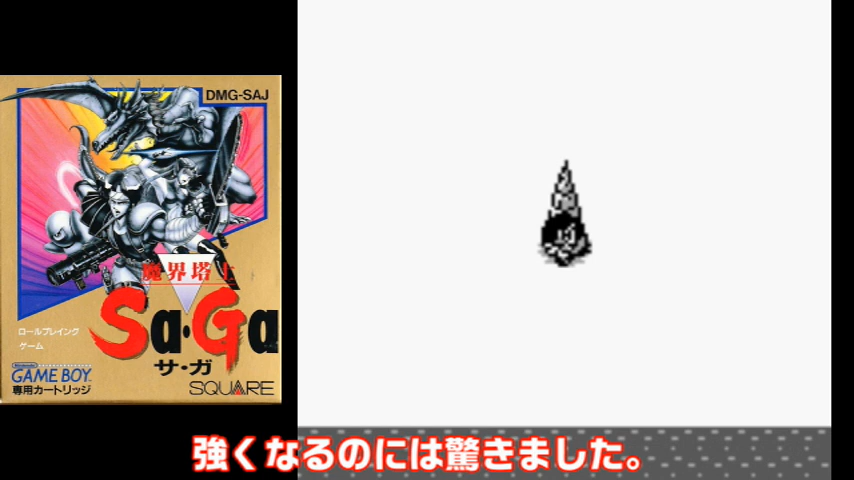 DMG-SAJ
魔界塔士
Sa・Ga
サ・ガ
ロールプレイング
ゲーム
Nintendo
GAME BOY
専用カートリッジ
SQUARE
強くなるのには驚きました。